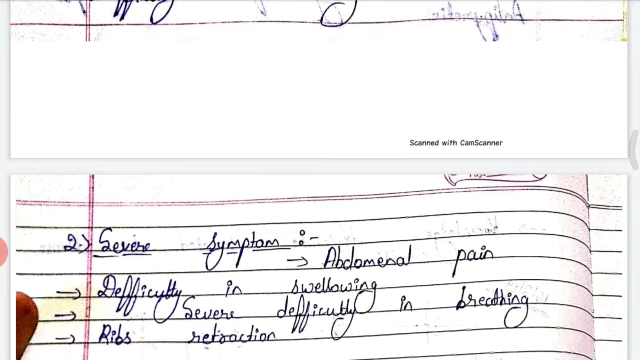 Scanned with CamScanner
2.) Severe symptom :-
→ Abdomenal pain
→ Defficulty in swellowing
→ Severe defficulty in breathing
→ Ribs retraction